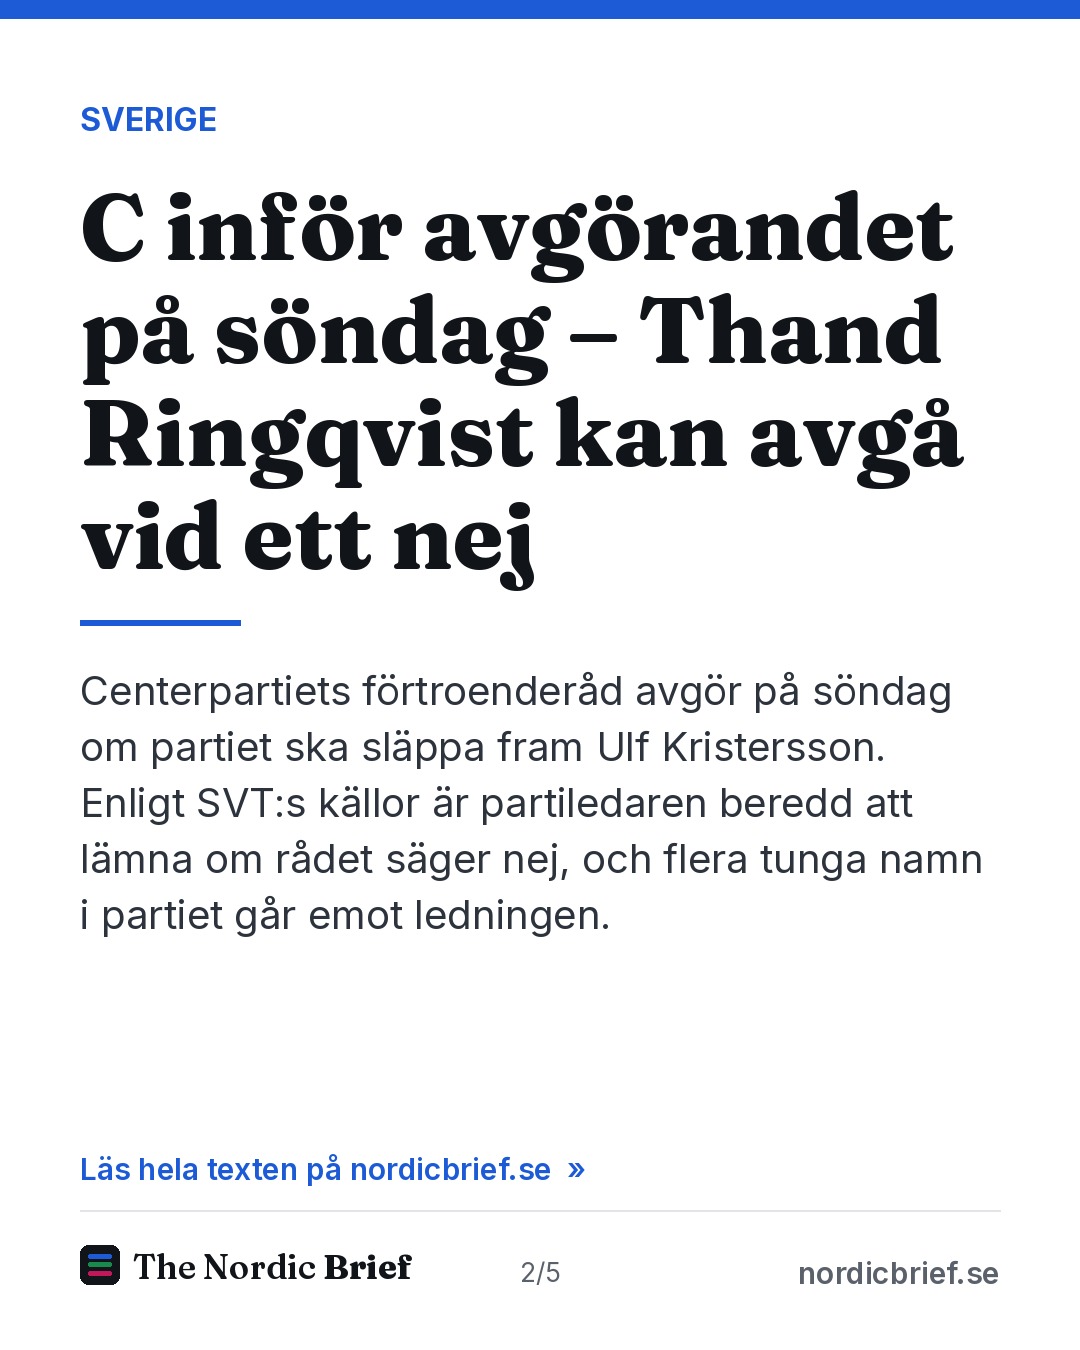 SVERIGE
C inför avgörandet
på söndag – Thand
Ringqvist kan avgå
vid ett nej
Centerpartiets förtroenderåd avgör på söndag
om partiet ska släppa fram Ulf Kristersson.
Enligt SVT:s källor är partiledaren beredd att
lämna om rådet säger nej, och flera tunga namn
i partiet går emot ledningen.
Läs hela texten på nordicbrief.se »
The Nordic Brief
2/5
nordicbrief.se